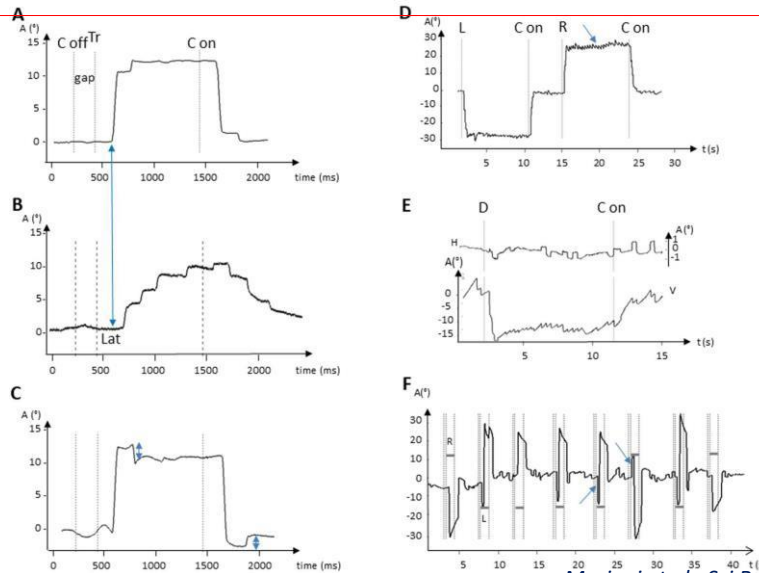 A
A (°)
C off Tr C on
gap
15
10
5
0
0 500 1000 1500 2000 time (ms)
B
A (°)
15
10
5
0
Lat
0 500 1000 1500 2000 time (ms)
C
A (°)
15
10
5
0
0 500 1000 1500 2000 time (ms)
D
A (°)
L C on R C on
30
20
10
0
-10
-20
-30
5 10 15 20 25 30 t (s)
E
D C on
H
A(°)
1
0
-1
A(°)
V
0
-5
-10
-15
5 10 15 t (s)
F
A(°)
30
20
10
0
-10
-20
-30
R
L
5 10 15 20 25 30 35 40 t (s)